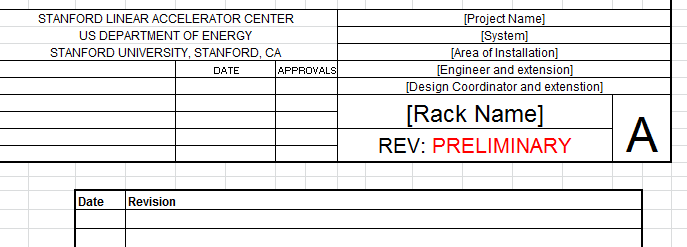 STANFORD LINEAR ACCELERATOR CENTER
US DEPARTMENT OF ENERGY
STANFORD UNIVERSITY, STANFORD, CA
DATE APPROVALS
[Project Name]
[System]
[Area of Installation]
[Engineer and extension]
[Design Coordinator and extenstion]
[Rack Name]
REV: PRELIMINARY
A
Date Revision